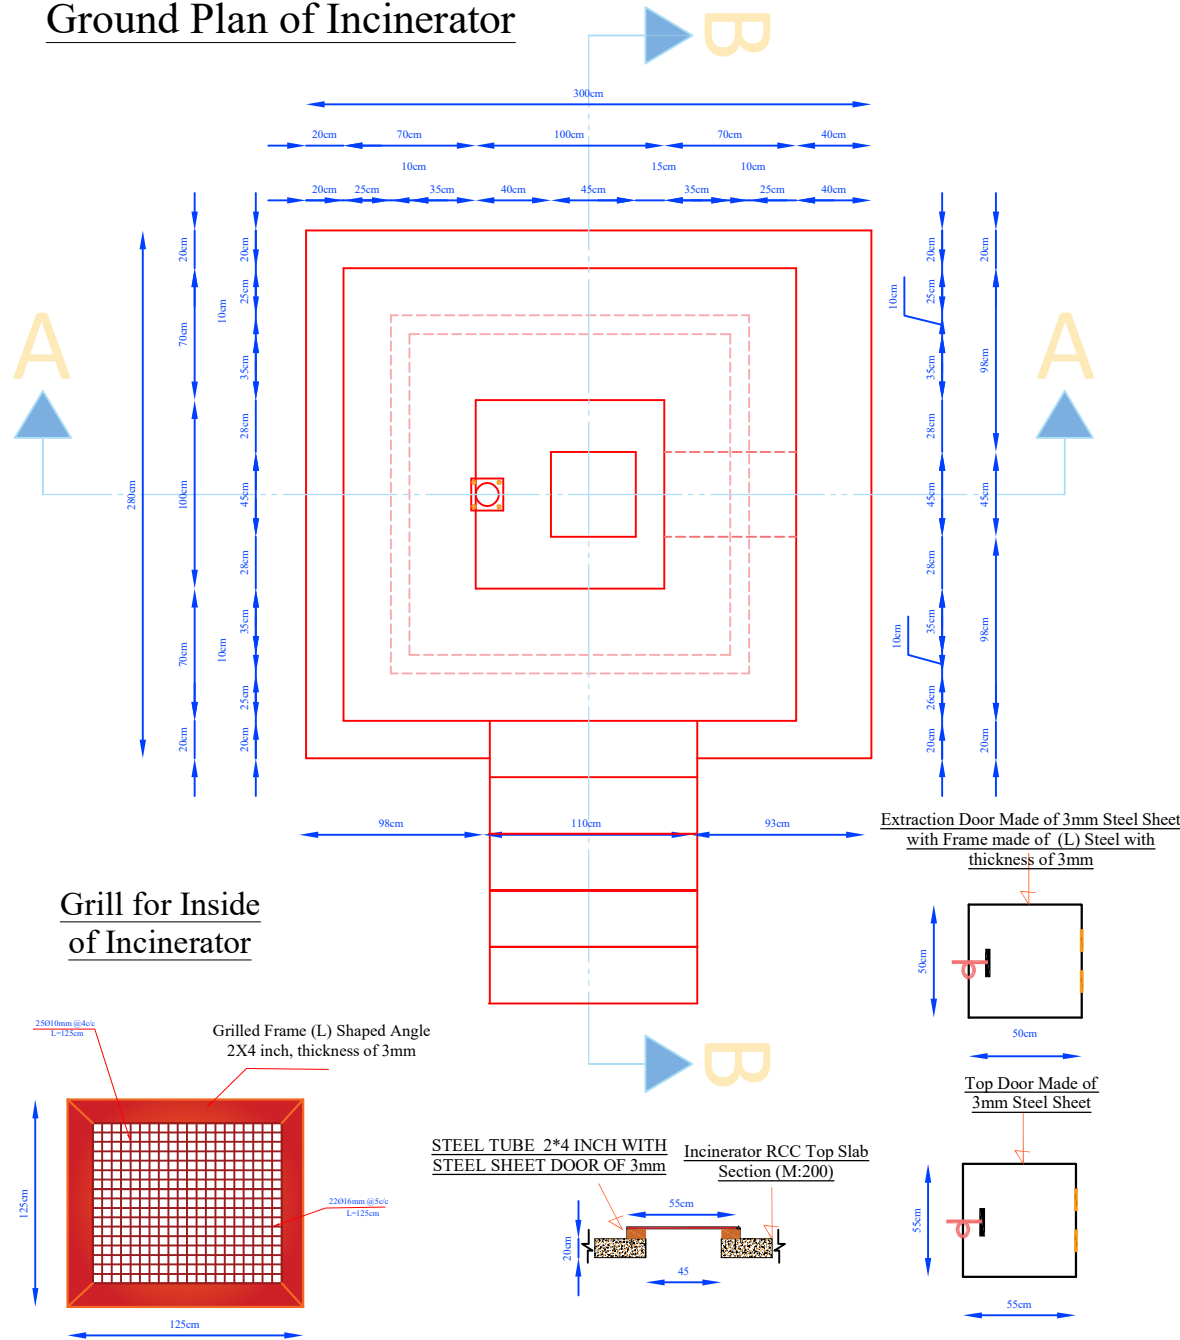 Ground Plan of Incinerator
B
300cm
20cm
70cm
100cm
70cm
40cm
10cm
15cm
10cm
20cm
25cm
35cm
40cm
45cm
35cm
25cm
40cm
280cm
20cm
70cm
100cm
70cm
20cm
10cm
10cm
20cm
25cm
35cm
28cm
45cm
28cm
35cm
25cm
20cm
A
10cm
10cm
20cm
25cm
35cm
28cm
45cm
28cm
35cm
26cm
20cm
20cm
98cm
45cm
98cm
20cm
A
98cm
110cm
93cm
Extraction Door Made of 3mm Steel Sheet
with Frame made of (L) Steel with
thickness of 3mm
50cm
50cm
Grill for Inside
of Incinerator
25Ø10mm @4c/c
L=125cm
Grilled Frame (L) Shaped Angle
2X4 inch, thickness of 3mm
22Ø16mm @5c/c
L=125cm
125cm
125cm
B
STEEL TUBE 2*4 INCH WITH
STEEL SHEET DOOR OF 3mm
Incinerator RCC Top Slab
Section (M:200)
55cm
20cm
45
Top Door Made of
3mm Steel Sheet
55cm
55cm